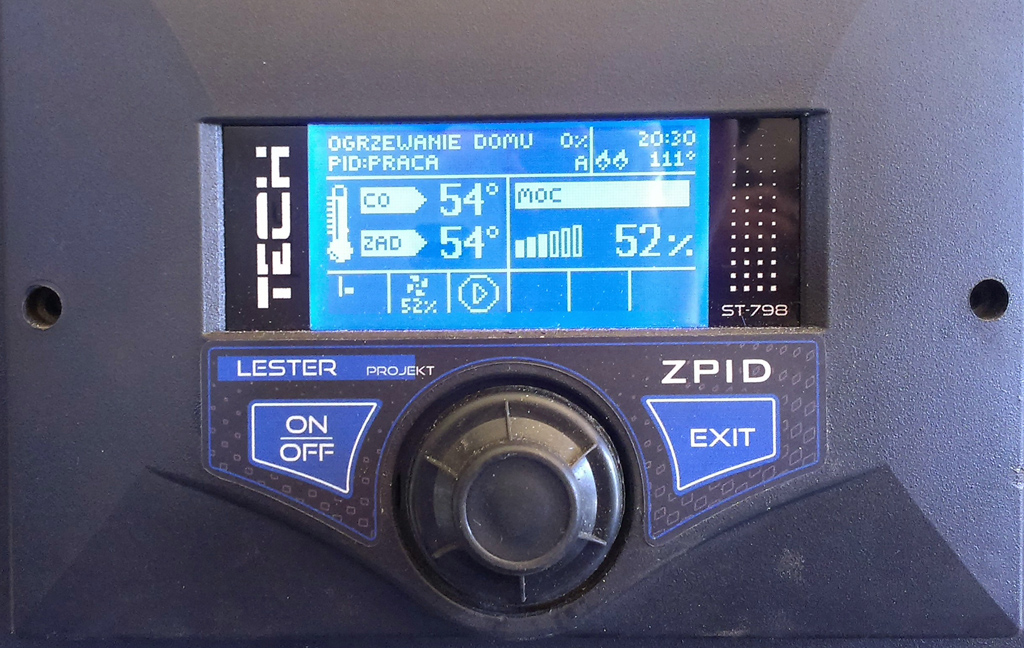 TECH
OGRZEWANIE DOMU 0% 20:30
PID:PRACA A 111°
CO 54° MOC
ZAD 54° 52%
52%
ST-798
LESTER PROJEKT ZPID
ON
OFF
EXIT